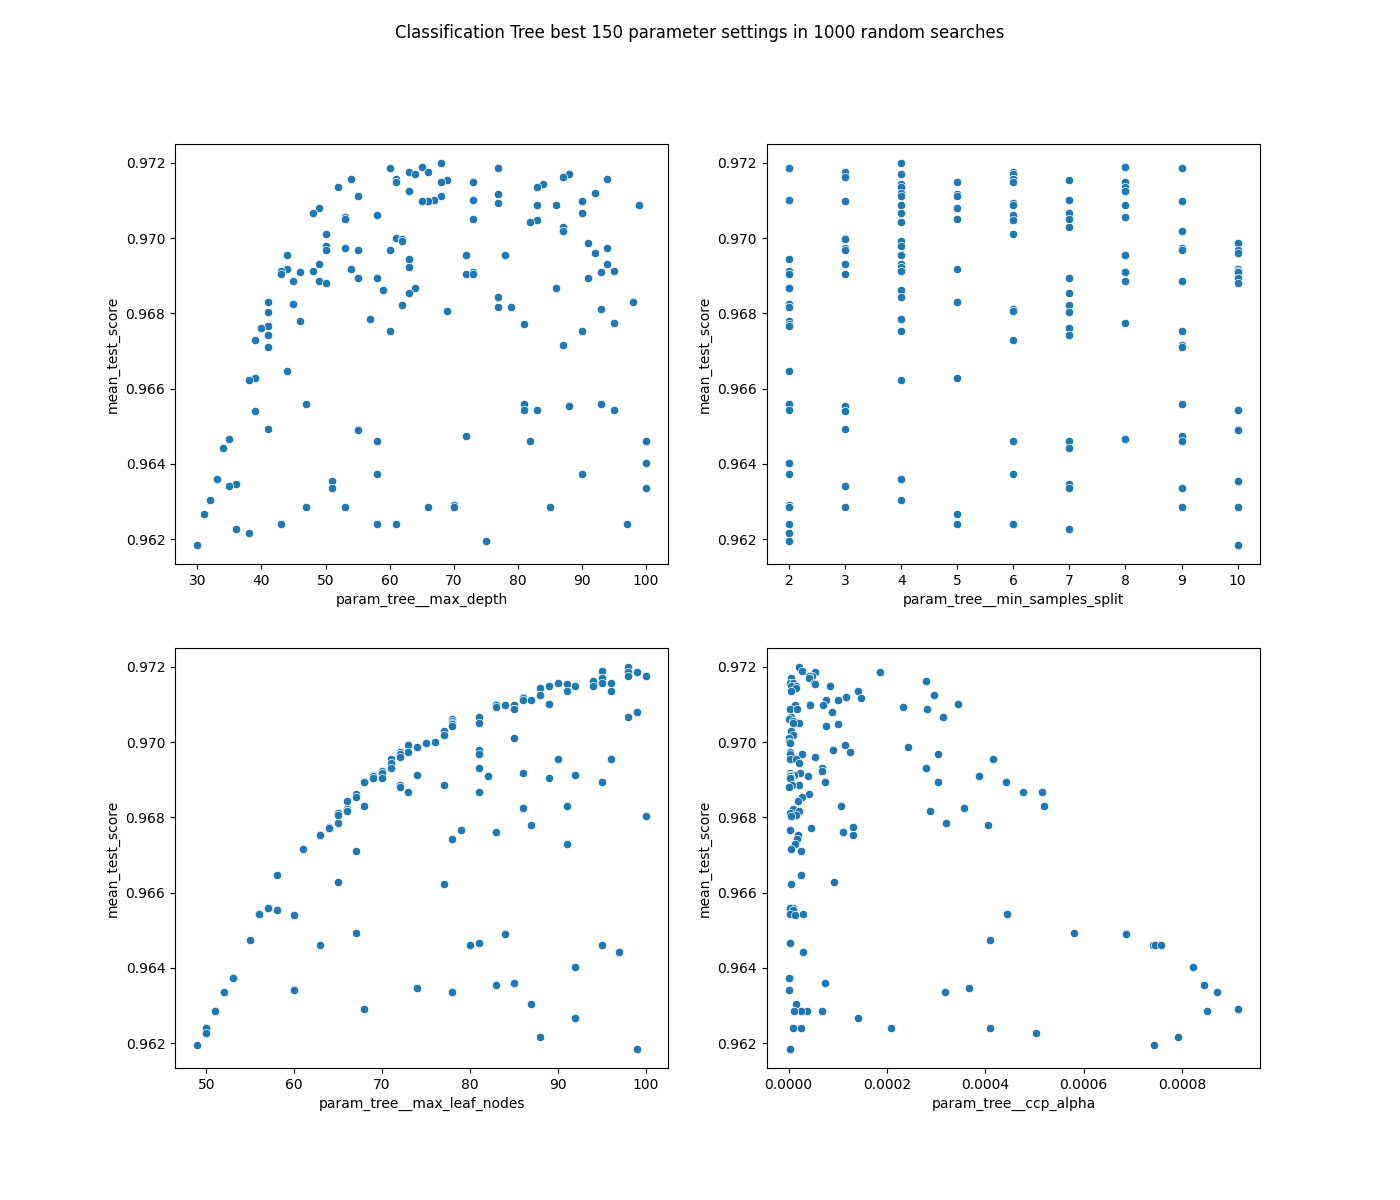 Classification Tree best 150 parameter settings in 1000 random searches
0.972
0.970
0.968
0.966
0.964
0.962
mean_test_score
30 40 50 60 70 80 90 100
param_tree__max_depth
0.972
0.970
0.968
0.966
0.964
0.962
mean_test_score
2 3 4 5 6 7 8 9 10
param_tree__min_samples_split
0.972
0.970
0.968
0.966
0.964
0.962
mean_test_score
50 60 70 80 90 100
param_tree__max_leaf_nodes
0.972
0.970
0.968
0.966
0.964
0.962
mean_test_score
0.0000 0.0002 0.0004 0.0006 0.0008
param_tree__ccp_alpha